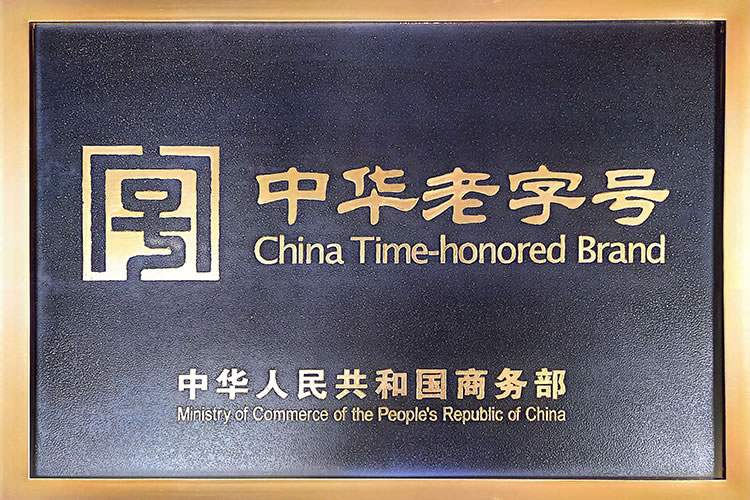 中华老字号
China Time-honored Brand
中华人民共和国商务部
Ministry of Commerce of the People's Republic of China